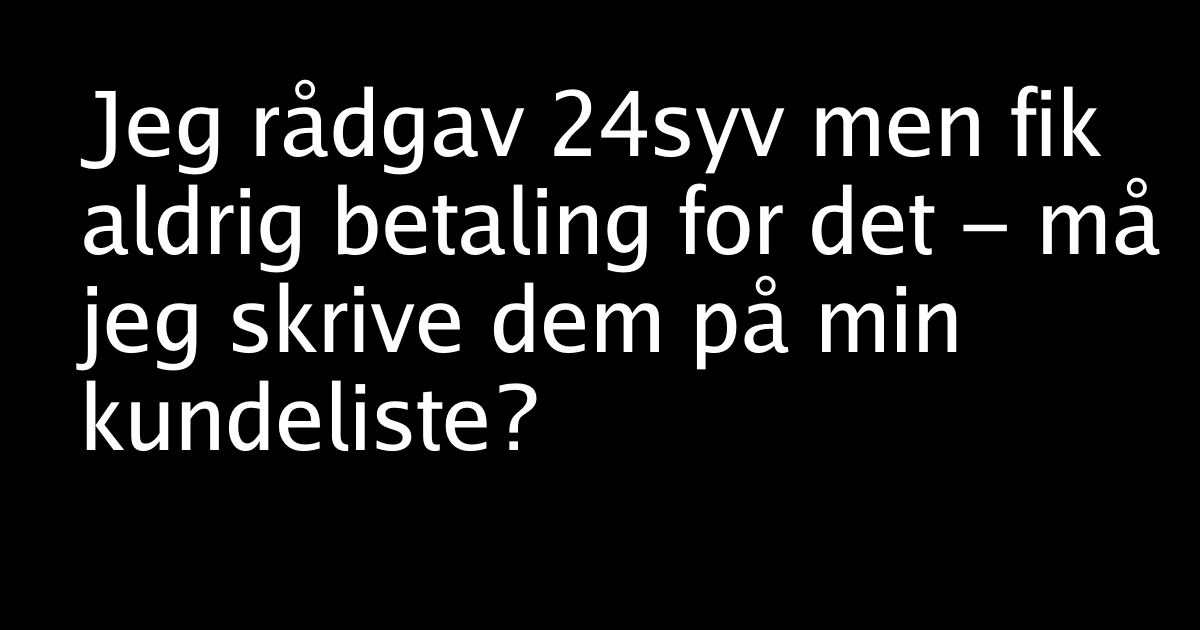 Jeg rådgav 24syv men fik
aldrig betaling for det – må
jeg skrive dem på min
kundeliste?